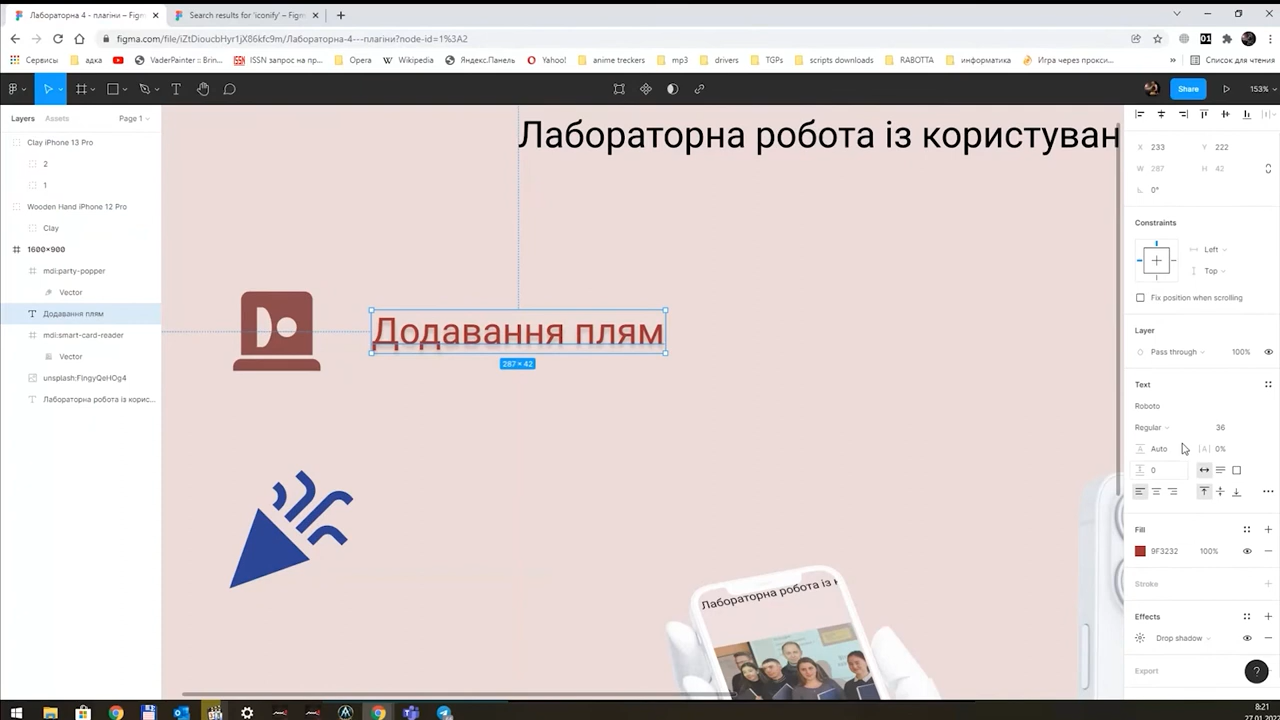 Лабораторна 4 - плагіни – Figm
Search results for 'iconify' – Figm
figma.com/file/iZtDioucbHyr1jX86kfc9m/Лабораторна-4---плагіни?node-id=1%3A2
Сервисы
адка
VaderPainter :: Brin...
ISSN запрос на пр...
Opera
Wikipedia
Яндекс.Панель
Yahoo!
anime treckers
mp3
drivers
TGPs
scripts downloads
RABOTTA
информатика
Игра через прокси...
»
Список для чтения
Share
153%
Layers
Assets
Page 1
Clay iPhone 13 Pro
2
1
Wooden Hand iPhone 12 Pro
Clay
1600×900
mdi:party-popper
Vector
Додавання плям
mdi:smart-card-reader
Vector
unsplash:FlngyQeHOg4
Лабораторна робота із корис...
Лабораторна робота із користуван
Додавання плям
287 × 42
Лабораторна робота із к
X 233
Y 222
W 287
H 42
0°
Constraints
Left
Top
Fix position when scrolling
Layer
Pass through
100%
Text
Roboto
Regular
36
Auto
0%
0
Fill
9F3232
100%
Stroke
Effects
Drop shadow
Export
?
8:21